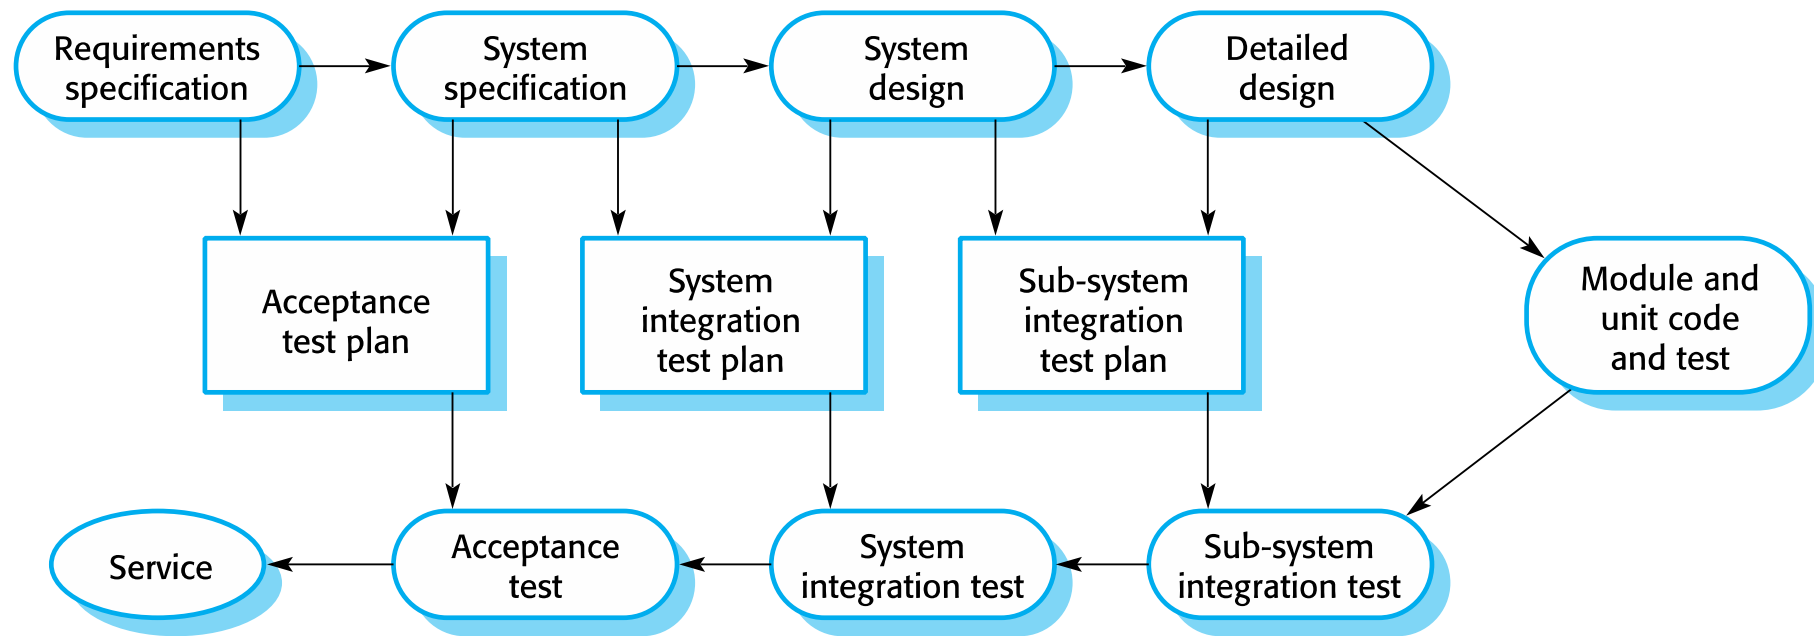 Requirements
specification
System
specification
System
design
Detailed
design
Acceptance
test plan
System
integration
test plan
Sub-system
integration
test plan
Module and
unit code
and test
Service
Acceptance
test
System
integration test
Sub-system
integration test